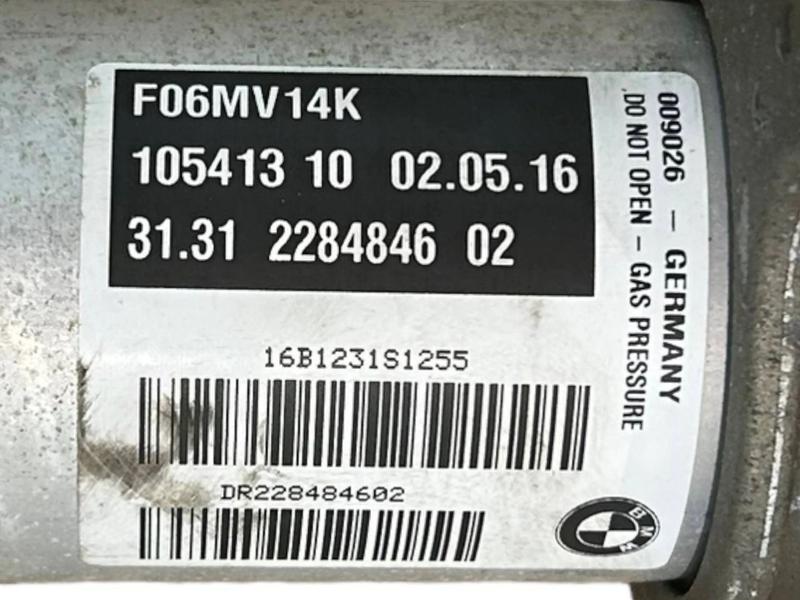 F06MV14K
105413 10 02.05.16
31.31 2284846 02
16B1231S1255
DR228484602
009026 - GERMANY
DO NOT OPEN - GAS PRESSURE
BMW